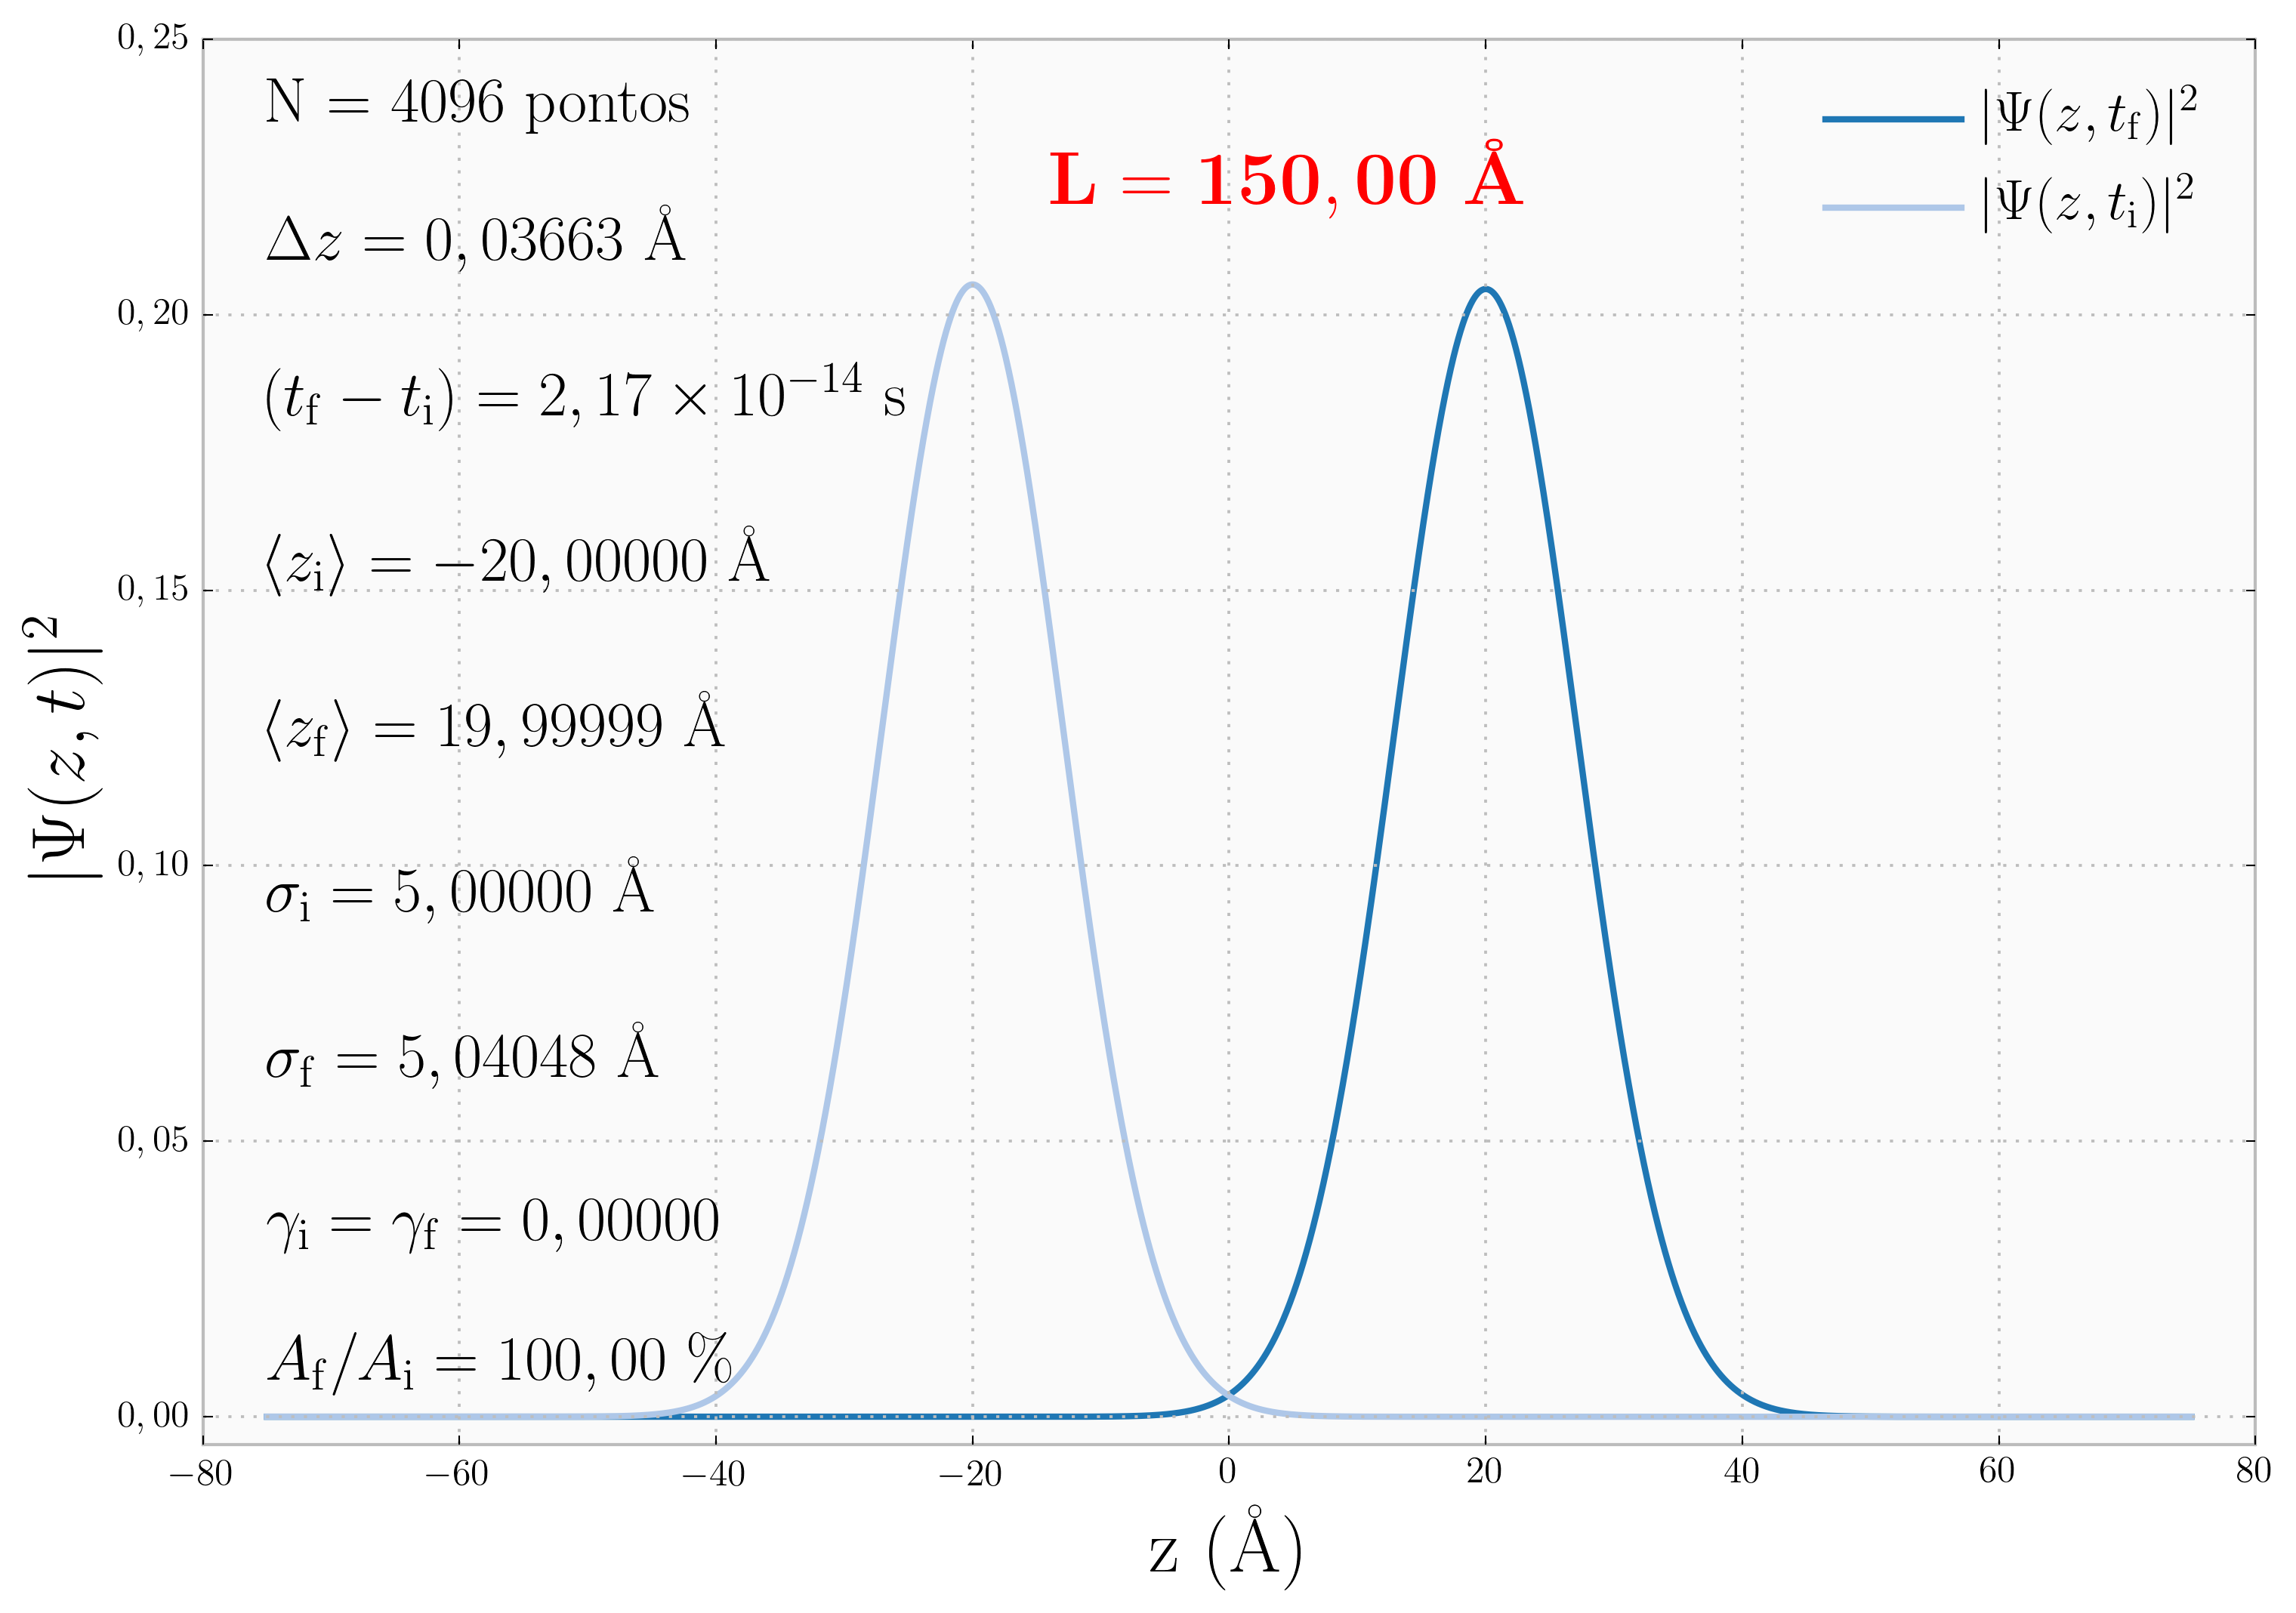 0,25
N = 4096 pontos
|Ψ(z, t_f)|²
L = 150,00 Å
|Ψ(z, t_i)|²
Δz = 0,03663 Å
0,20
(t_f − t_i) = 2,17 × 10⁻¹⁴ s
⟨z_i⟩ = −20,00000 Å
0,15
⟨z_f⟩ = 19,99999 Å
|Ψ(z, t)|²
0,10
σ_i = 5,00000 Å
σ_f = 5,04048 Å
0,05
γ_i = γ_f = 0,00000
A_f/A_i = 100,00 %
0,00
−80 −60 −40 −20 0 20 40 60 80
z (Å)